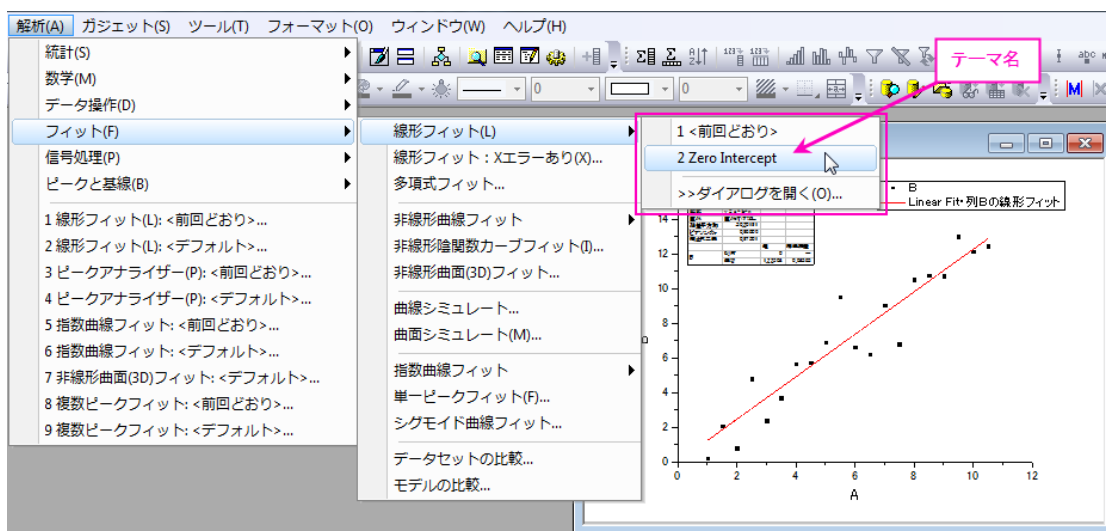 解析(A) ガジェット(S) ツール(T) フォーマット(O) ウィンドウ(W) ヘルプ(H)
統計(S)
数学(M)
データ操作(D)
フィット(F)
信号処理(P)
ピークと基線(B)
1 線形フィット(L): <前回どおり>...
2 線形フィット(L): <デフォルト>...
3 ピークアナライザー(P): <前回どおり>...
4 ピークアナライザー(P): <デフォルト>...
5 指数曲線フィット: <前回どおり>...
6 指数曲線フィット: <デフォルト>...
7 非線形曲面(3D)フィット: <デフォルト>...
8 複数ピークフィット: <前回どおり>...
9 複数ピークフィット: <デフォルト>...
線形フィット(L)
線形フィット：Xエラーあり(X)...
多項式フィット...
非線形曲線フィット
非線形陰関数カーブフィット(I)...
非線形曲面(3D)フィット...
曲線シミュレート...
曲面シミュレート(M)...
指数曲線フィット
単一ピークフィット(F)...
シグモイド曲線フィット...
データセットの比較...
モデルの比較...
1 <前回どおり>
2 Zero Intercept
>>ダイアログを開く(O)...
テーマ名
abc
0
0
M
B
Linear Fit・列Bの線形フィット
14
12
10
8
6
4
2
0
0 2 4 6 8 10 12
A